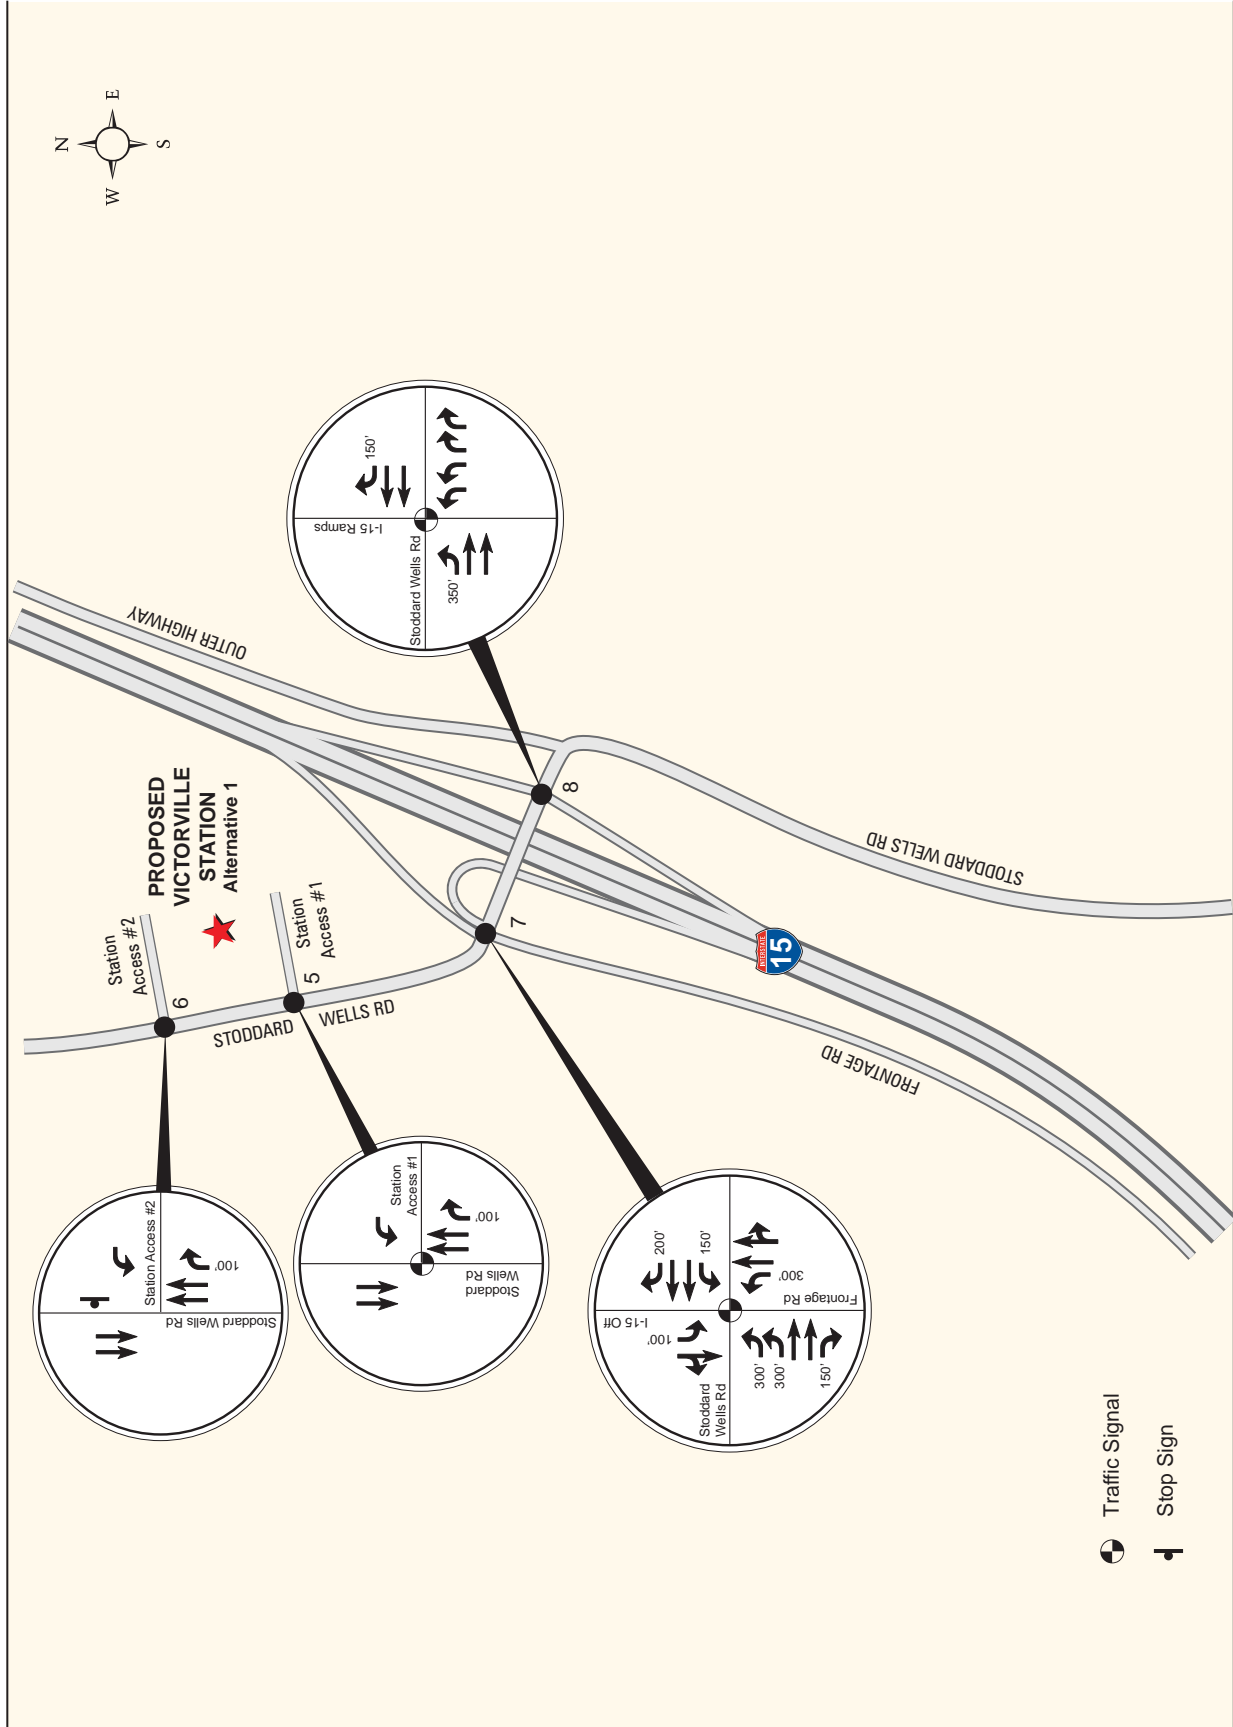 N
W
E
S
I-15 Ramps
150'
Stoddard Wells Rd
350'
OUTER HIGHWAY
PROPOSED
VICTORVILLE
STATION
Alternative 1
Station
Access #2
Station
Access #1
6
5
7
8
STODDARD
WELLS RD
STODDARD WELLS RD
FRONTAGE RD
INTERSTATE
15
Station Access #2
Stoddard Wells Rd
100'
Station
Access #1
Stoddard
Wells Rd
100'
I-15 Off
100'
200'
150'
Stoddard
Wells Rd
Frontage Rd
300'
300'
300'
150'
Traffic Signal
Stop Sign